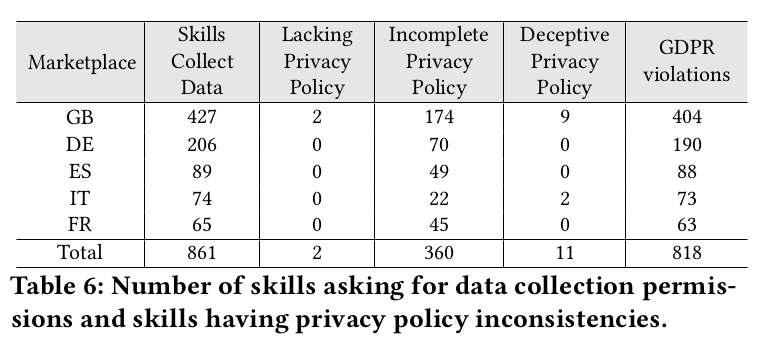 Marketplace Skills Collect Data Lacking Privacy Policy Incomplete Privacy Policy Deceptive Privacy Policy GDPR violations
GB 427 2 174 9 404
DE 206 0 70 0 190
ES 89 0 49 0 88
IT 74 0 22 2 73
FR 65 0 45 0 63
Total 861 2 360 11 818
Table 6: Number of skills asking for data collection permis-
sions and skills having privacy policy inconsistencies.